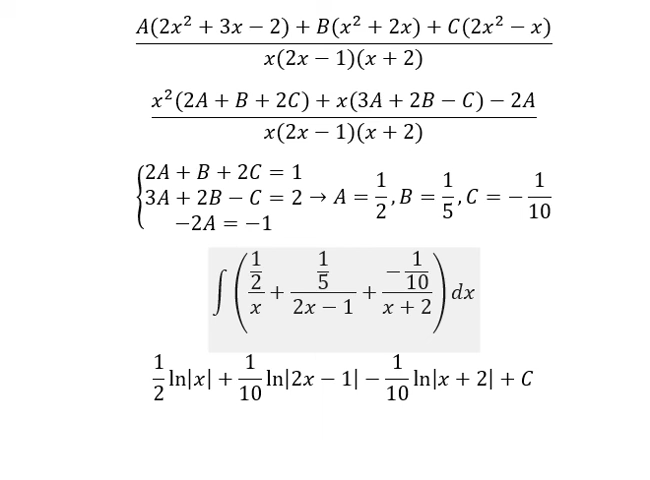 A(2x² + 3x − 2) + B(x² + 2x) + C(2x² − x)
x(2x − 1)(x + 2)
x²(2A + B + 2C) + x(3A + 2B − C) − 2A
x(2x − 1)(x + 2)
{2A + B + 2C = 1
3A + 2B − C = 2 → A = 1/2, B = 1/5, C = − 1/10
−2A = −1
∫ ( (1/2)/x + (1/5)/(2x − 1) + (−1/10)/(x + 2) ) dx
1/2 ln|x| + 1/10 ln|2x − 1| − 1/10 ln|x + 2| + C